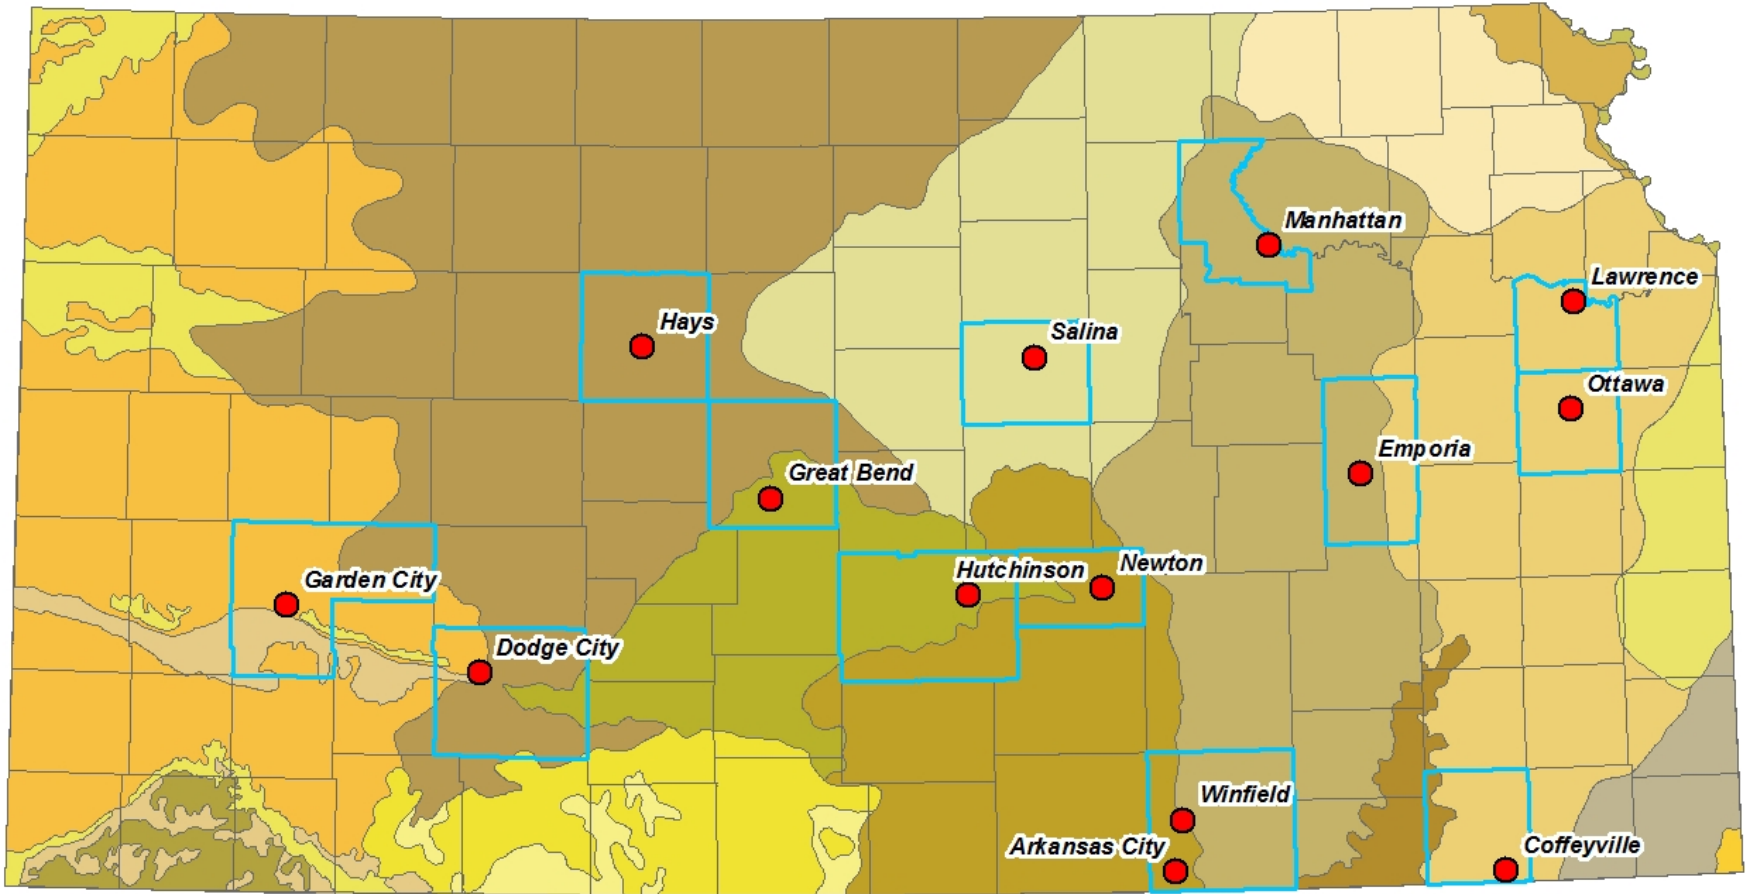 Manhattan
Lawrence
Hays
Salina
Ottawa
Emporia
Great Bend
Garden City
Hutchinson
Newton
Dodge City
Winfield
Arkansas City
Coffeyville